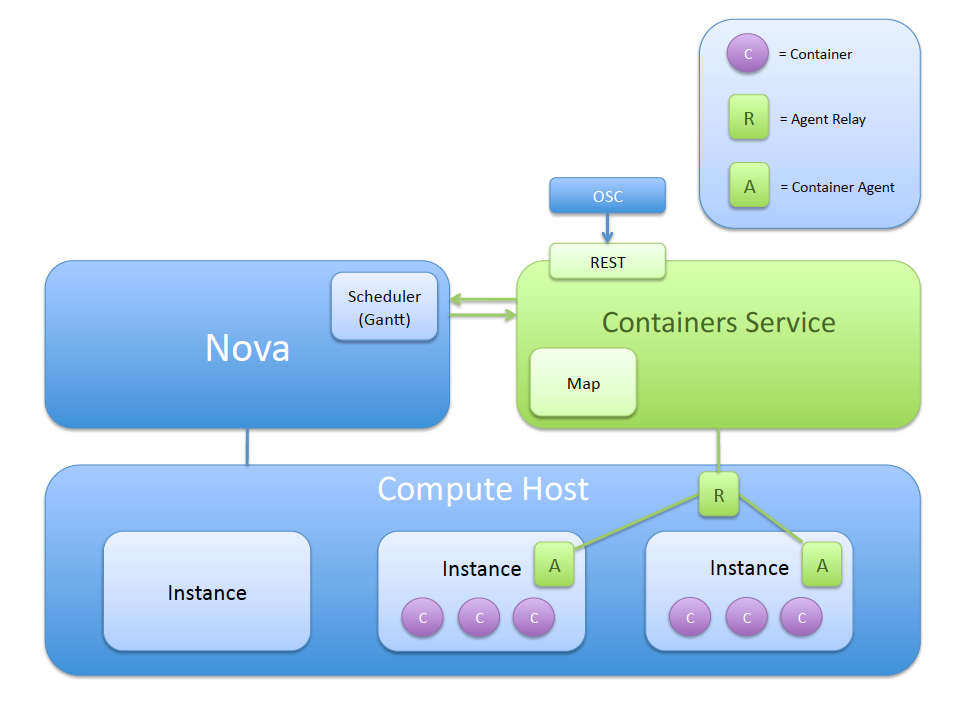 C = Container
R = Agent Relay
A = Container Agent
OSC
REST
Scheduler
(Gantt)
Nova
Containers Service
Map
Compute Host
R
Instance
Instance
A
Instance
A
C C C
C C C